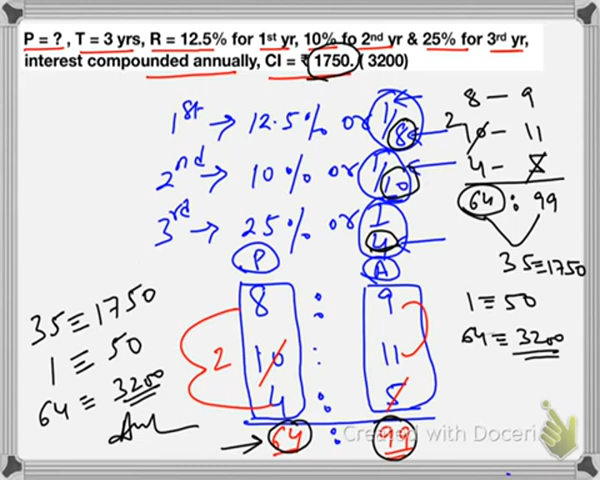 P = ? , T = 3 yrs, R = 12.5% for 1st yr, 10% fo 2nd yr & 25% for 3rd yr,
interest compounded annually, CI = ₹ 1750. ( 3200)
1st → 12.5% or 1/8
2nd → 10% or 1/10
3rd → 25% or 1/4
8 — 9
2 10 — 11
4 — 5
64 : 99
35 ≡ 1750
1 ≡ 50
64 ≡ 3200
P A
8 : 9
2 10 : 11
4 : 5
→ 64 : 99
35 ≡ 1750
1 ≡ 50
64 ≡ 3200
Ans
Created with Doceri